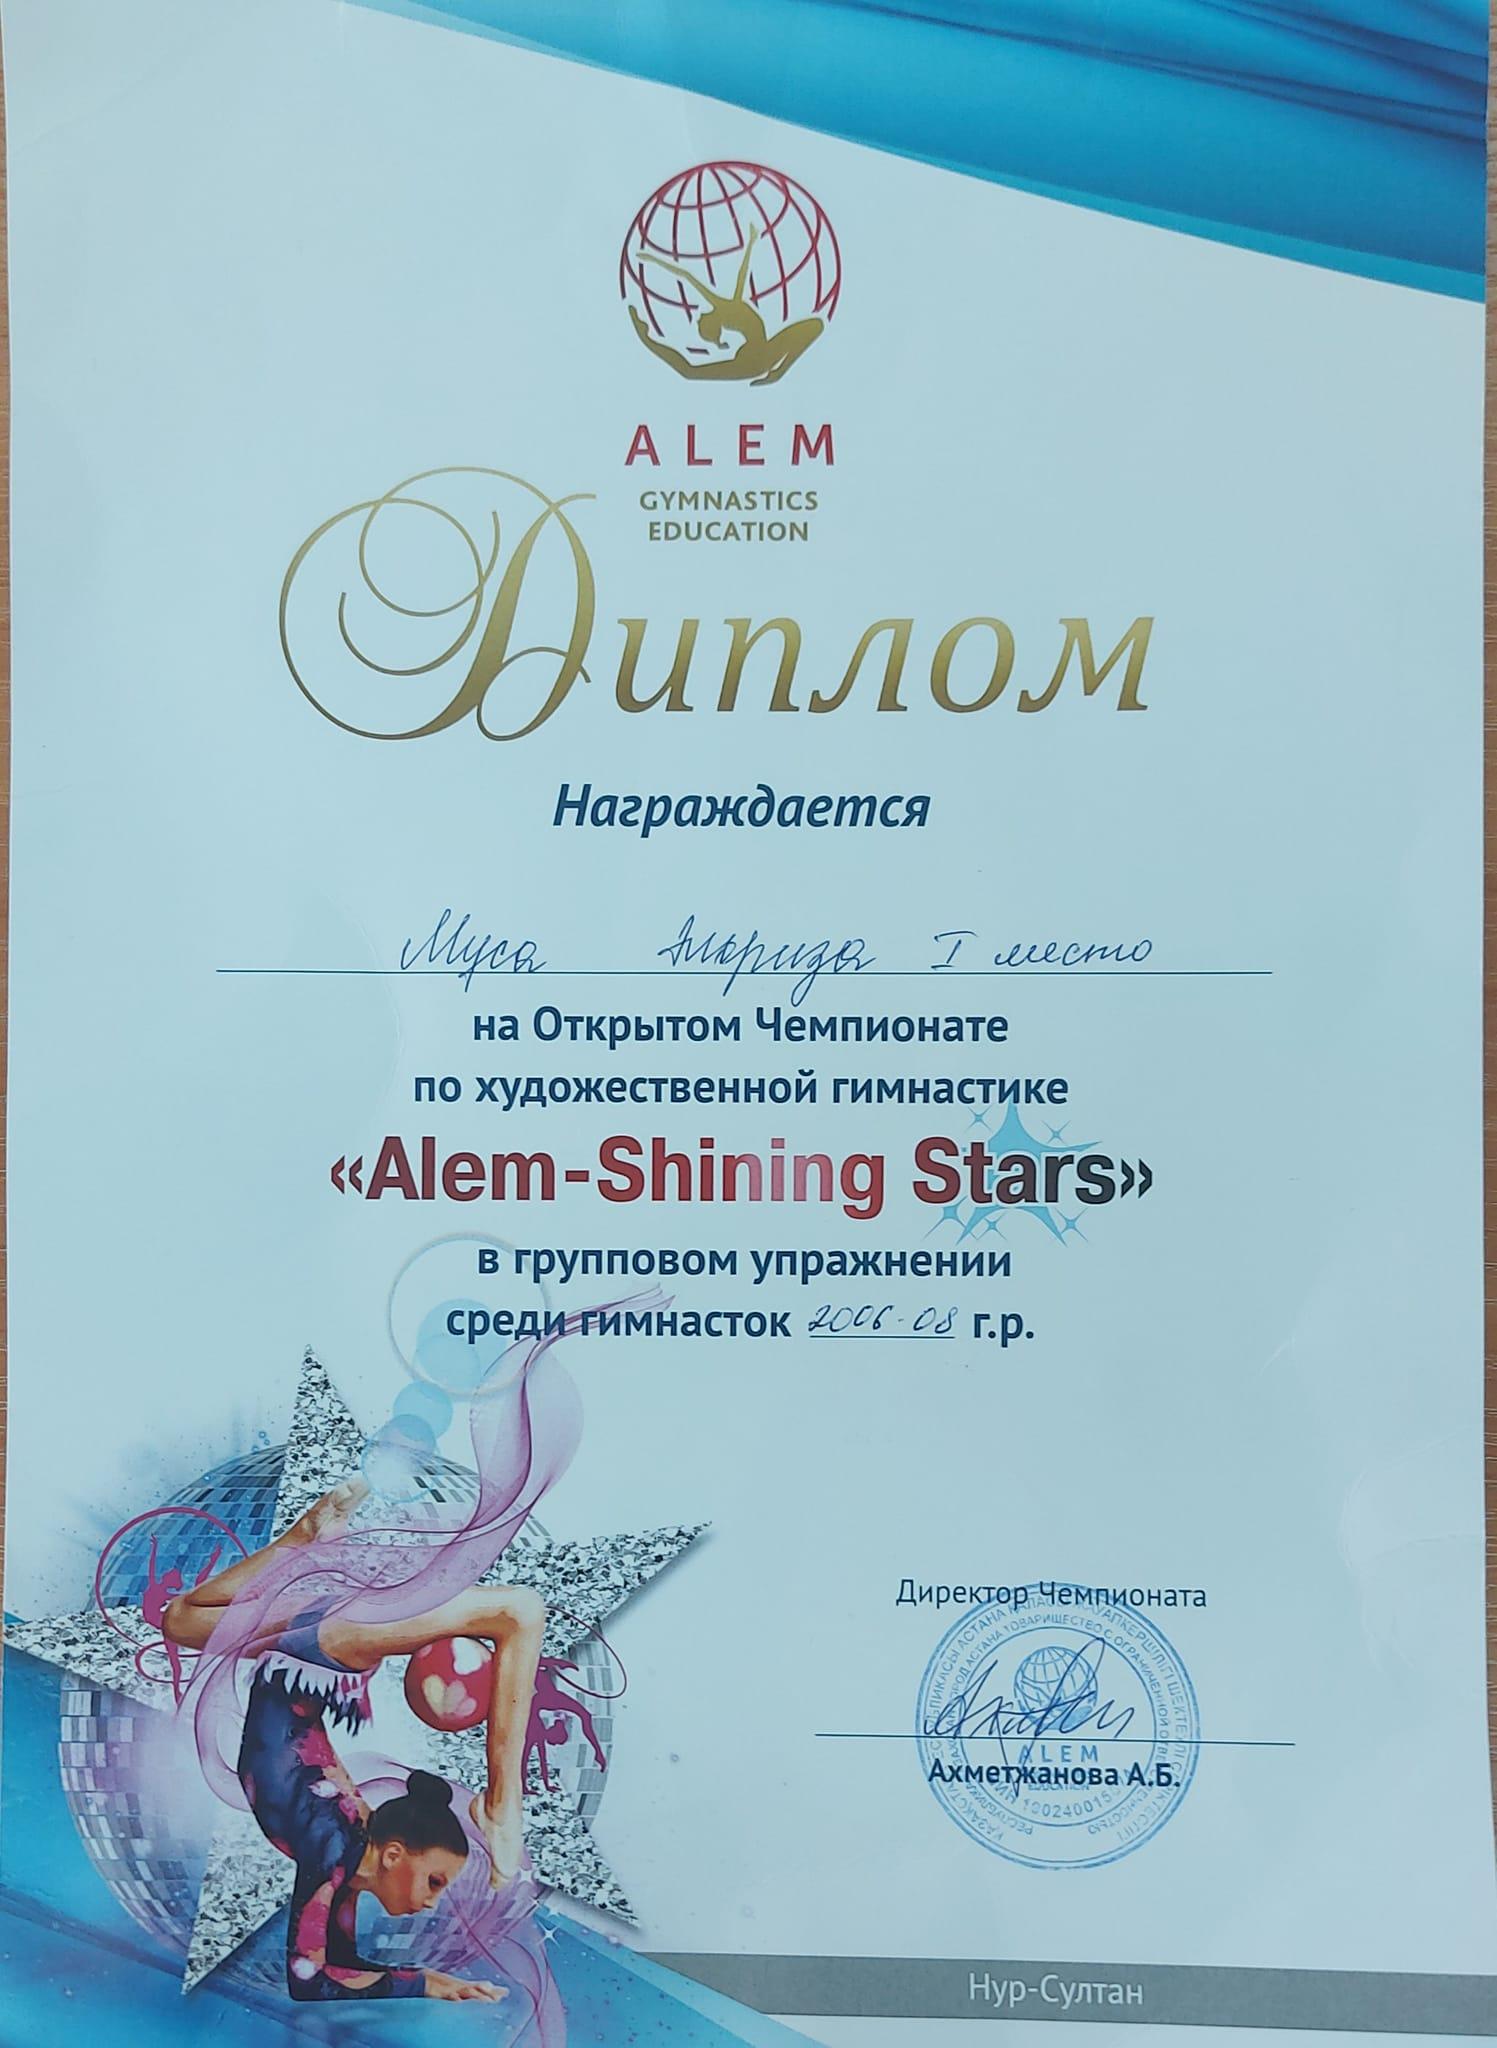 ALEM
GYMNASTICS
EDUCATION
Диплом
Награждается
Муса I место
на Открытом Чемпионате
по художественной гимнастике
«Alem-Shining Stars»
в групповом упражнении
среди гимнасток 2006-08 г.р.
Директор Чемпионата
ALEM
Ахметжанова А.Б.
Нур-Султан